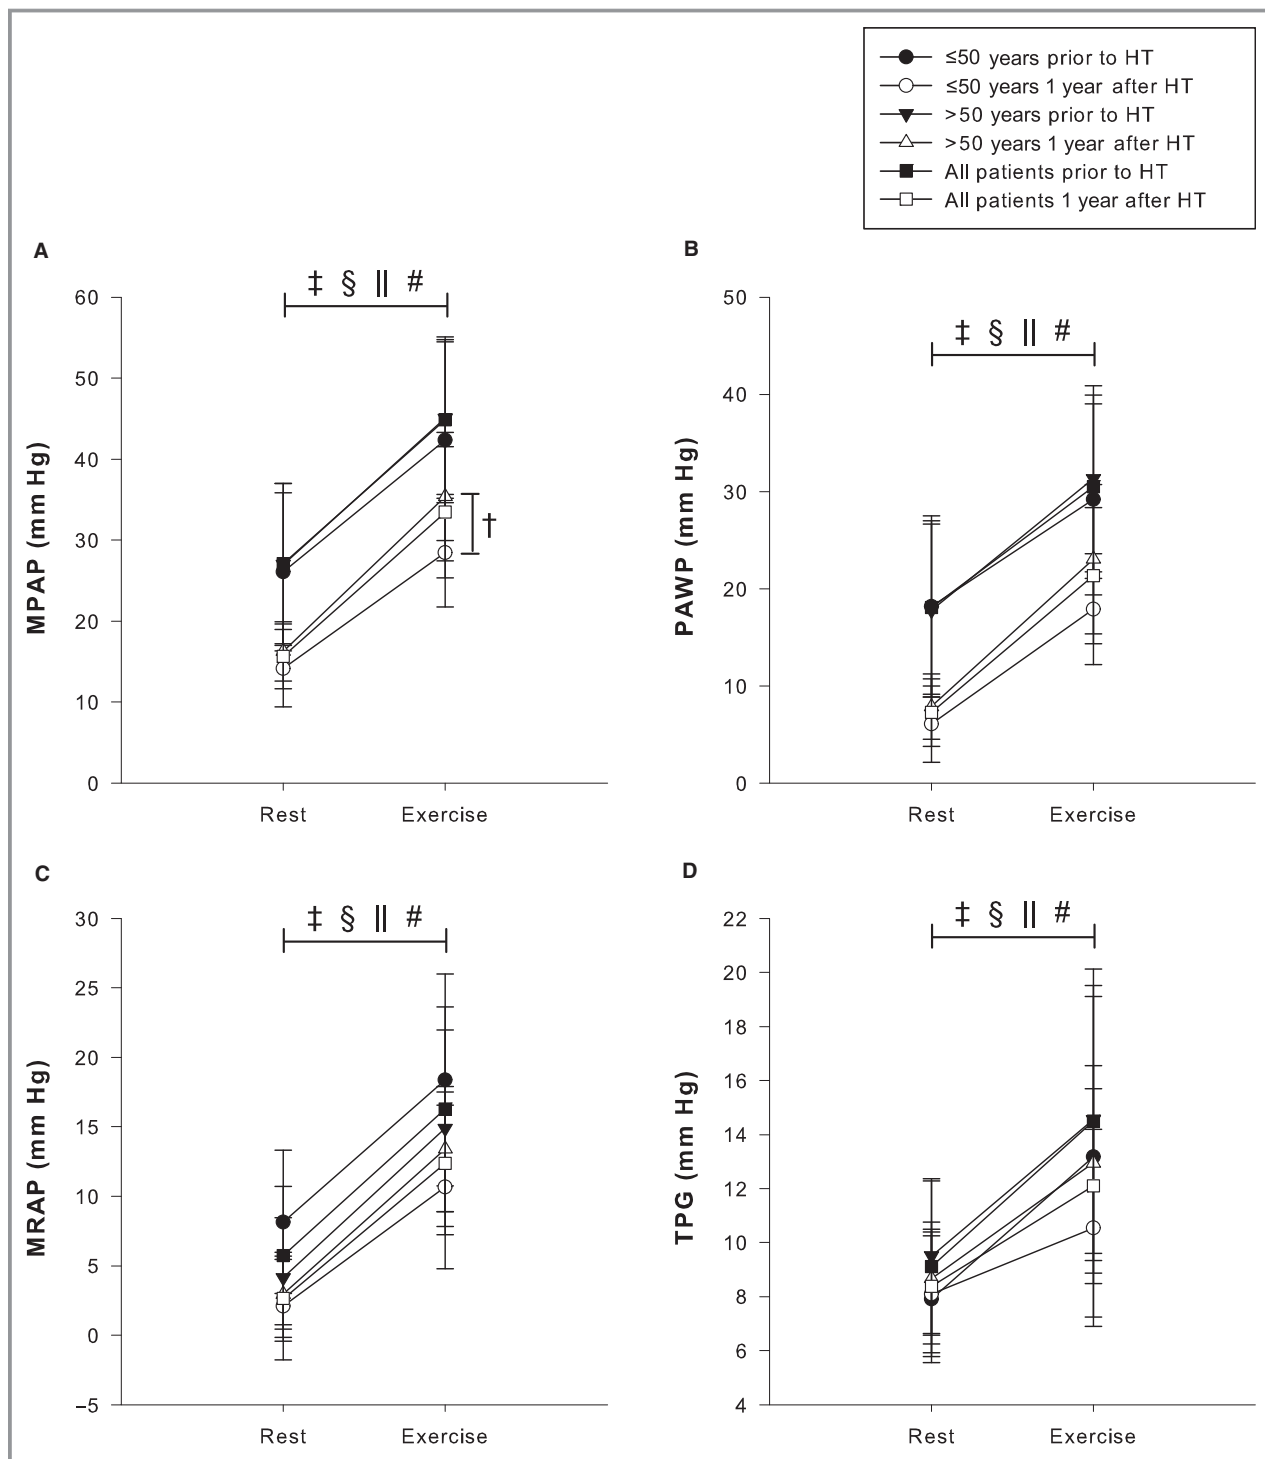 ≤50 years prior to HT
≤50 years 1 year after HT
>50 years prior to HT
>50 years 1 year after HT
All patients prior to HT
All patients 1 year after HT
A
‡ § || #
60
50
40
30
20
10
0
MPAP (mm Hg)
†
Rest Exercise
B
‡ § || #
50
40
30
20
10
0
PAWP (mm Hg)
Rest Exercise
C
‡ § || #
30
25
20
15
10
5
0
–5
MRAP (mm Hg)
Rest Exercise
D
‡ § || #
22
20
18
16
14
12
10
8
6
4
TPG (mm Hg)
Rest Exercise